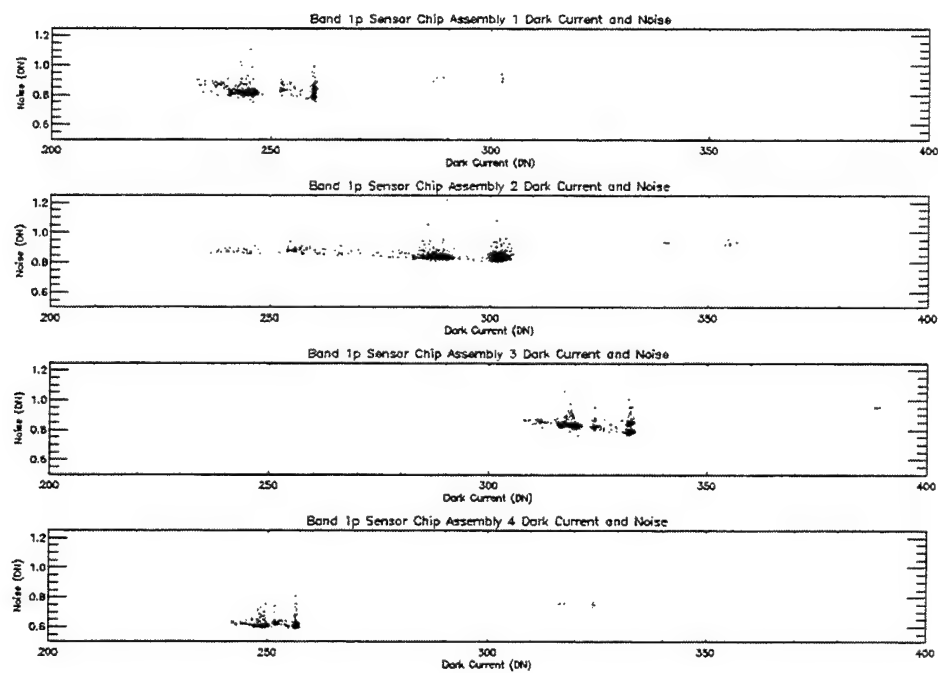 Band 1p Sensor Chip Assembly 1 Dark Current and Noise
1.2
1.0
0.8
0.6
Noise (DN)
200 250 300 350 400
Dark Current (DN)
Band 1p Sensor Chip Assembly 2 Dark Current and Noise
1.2
1.0
0.8
0.6
Noise (DN)
200 250 300 350 400
Dark Current (DN)
Band 1p Sensor Chip Assembly 3 Dark Current and Noise
1.2
1.0
0.8
0.6
Noise (DN)
200 250 300 350 400
Dark Current (DN)
Band 1p Sensor Chip Assembly 4 Dark Current and Noise
1.2
1.0
0.8
0.6
Noise (DN)
200 250 300 350 400
Dark Current (DN)